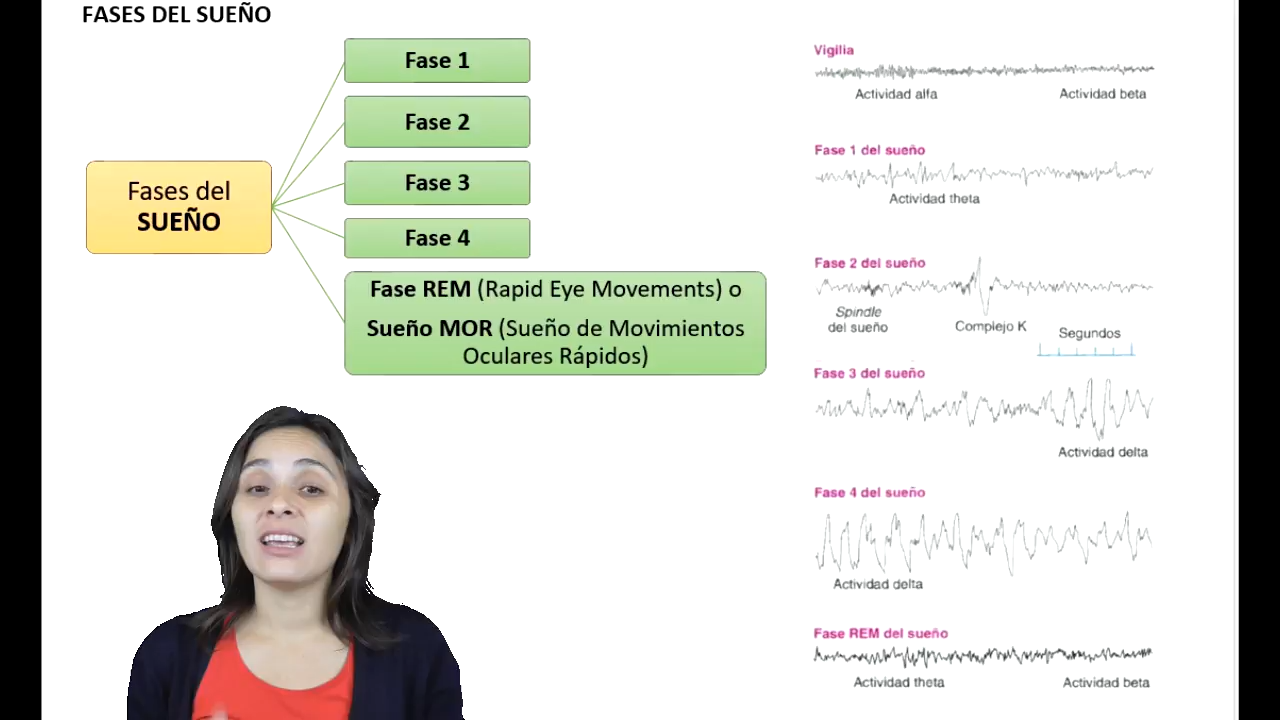 FASES DEL SUEÑO
Fases del
SUEÑO
Fase 1
Fase 2
Fase 3
Fase 4
Fase REM (Rapid Eye Movements) o
Sueño MOR (Sueño de Movimientos
Oculares Rápidos)
Vigilia
Actividad alfa
Actividad beta
Fase 1 del sueño
Actividad theta
Fase 2 del sueño
Spindle
del sueño
Complejo K
Segundos
Fase 3 del sueño
Actividad delta
Fase 4 del sueño
Actividad delta
Fase REM del sueño
Actividad theta
Actividad beta